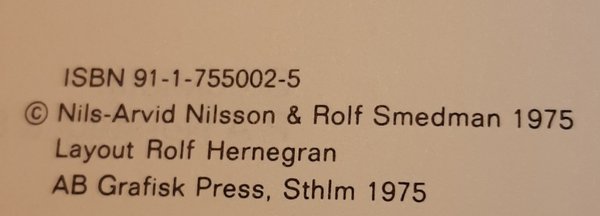 ISBN 91-1-755002-5
© Nils-Arvid Nilsson & Rolf Smedman 1975
Layout Rolf Hernegran
AB Grafisk Press, Sthlm 1975